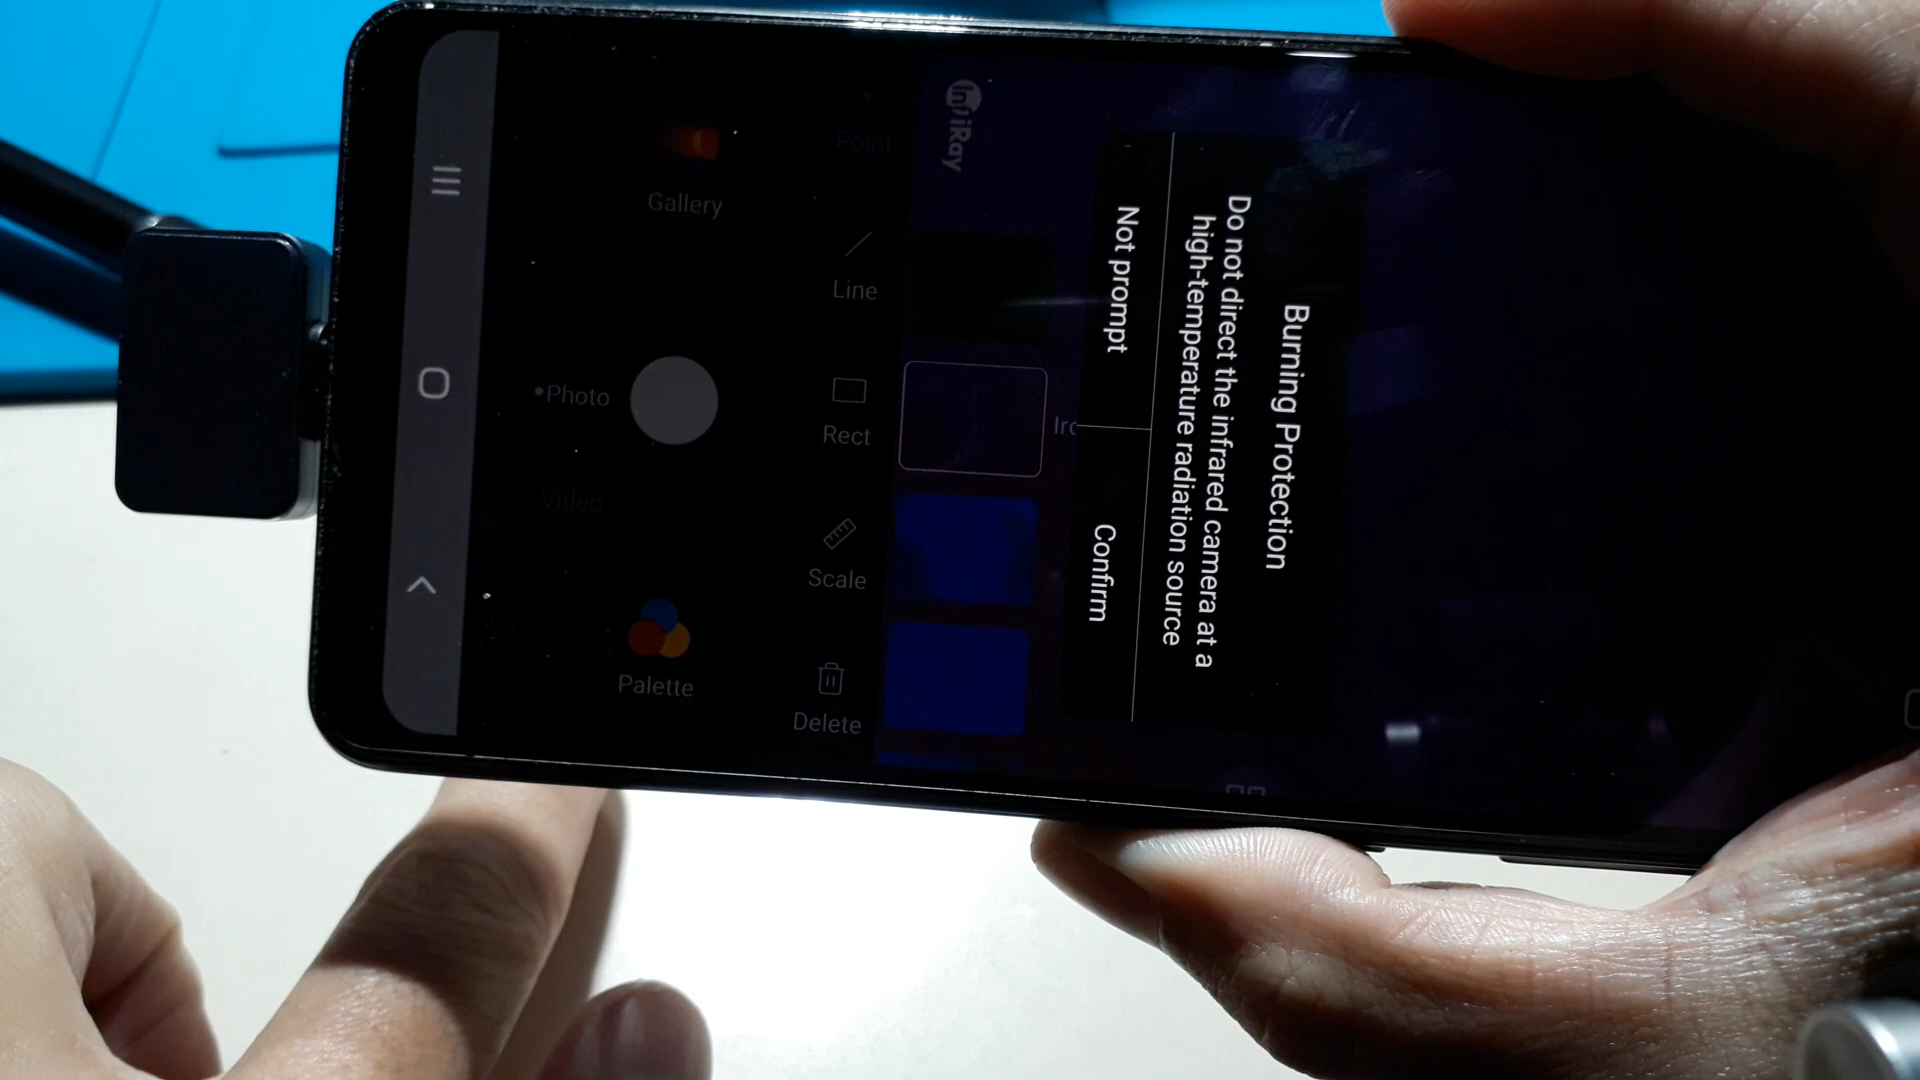 Burning Protection
Do not direct the infrared camera at a
high-temperature radiation source
Not prompt
Confirm
InfiRay
Point
Line
Rect
Scale
Delete
Gallery
Photo
Video
Palette